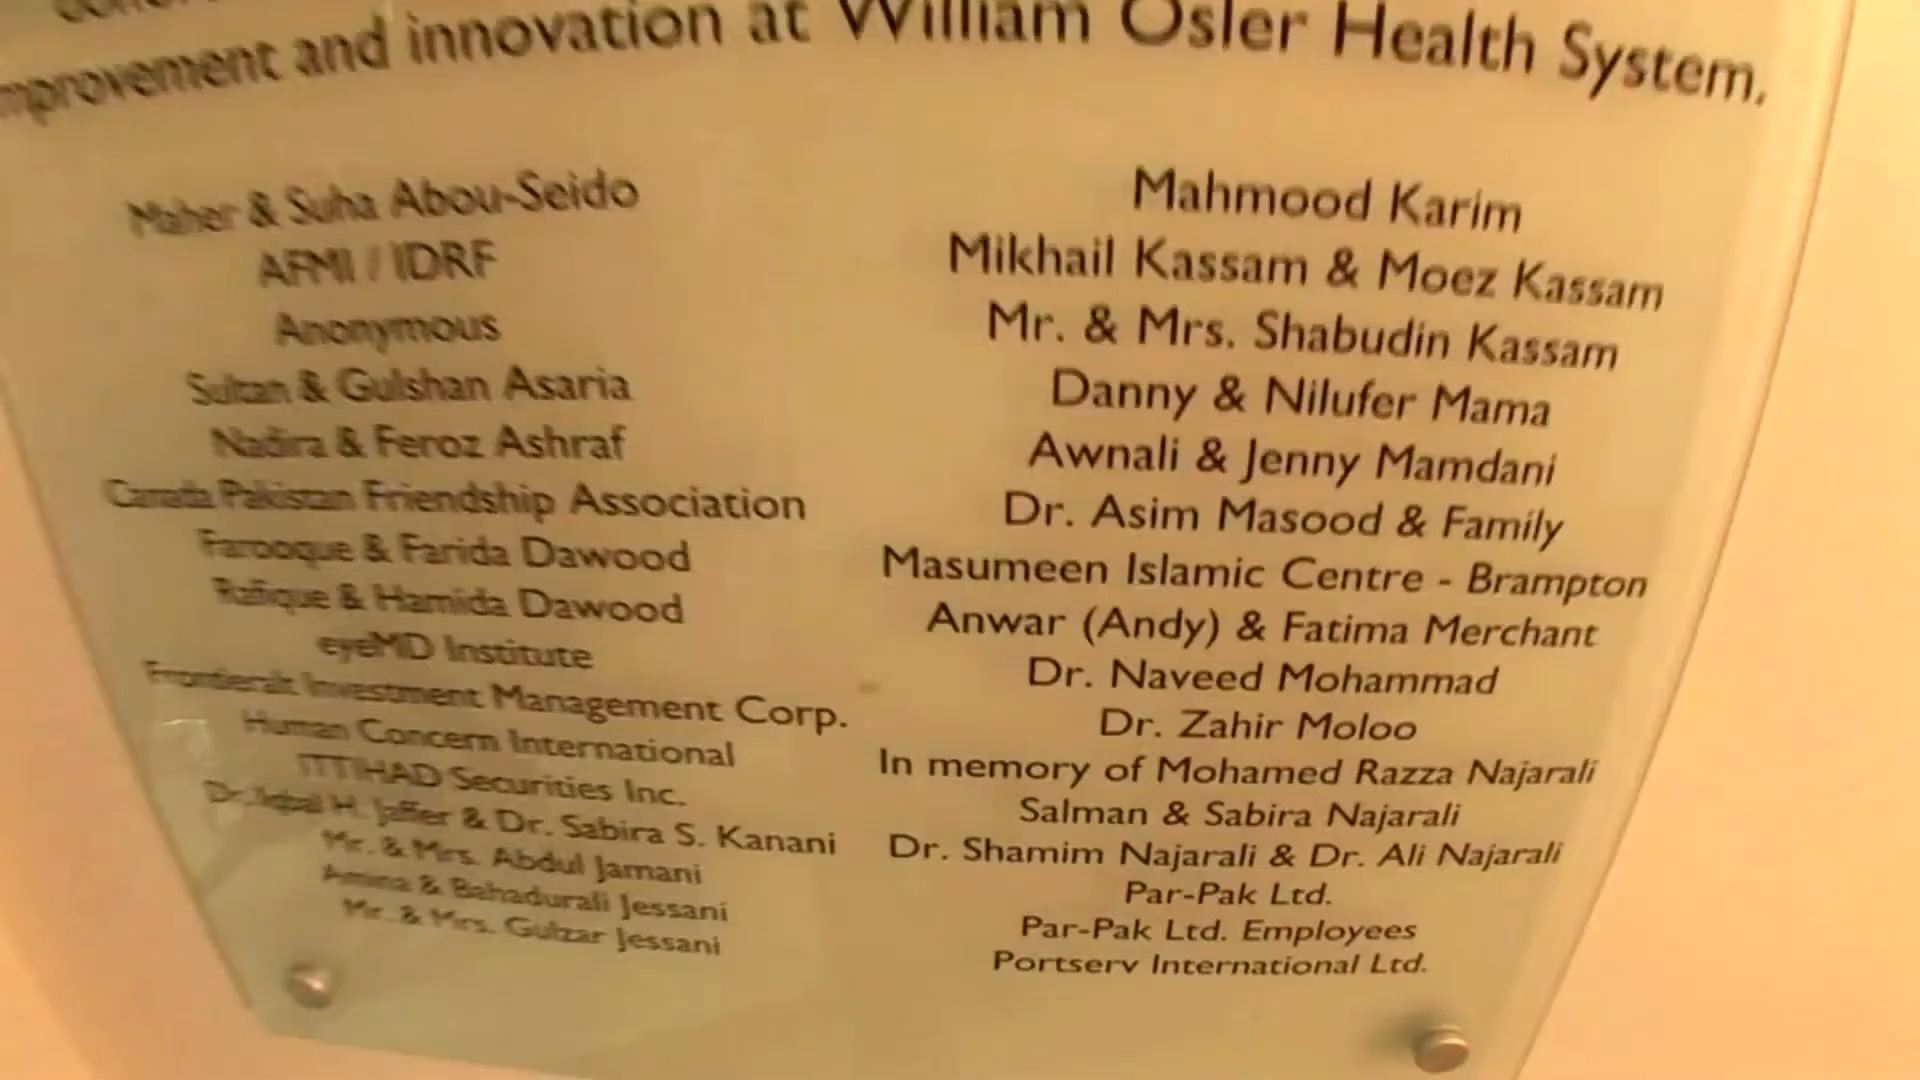 improvement and innovation at William Osler Health System.
Maher & Suha Abou-Seido
AFMI / IDRF
Anonymous
Sultan & Gulshan Asaria
Nadira & Feroz Ashraf
Canada Pakistan Friendship Association
Farooque & Farida Dawood
Rafique & Hamida Dawood
eyeMD Institute
Frontieralt Investment Management Corp.
Human Concern International
ITTIHAD Securities Inc.
Dr. Iqbal H. Jaffer & Dr. Sabira S. Kanani
Mr. & Mrs. Abdul Jamani
Amina & Bahadurali Jessani
Mr. & Mrs. Gulzar Jessani
Mahmood Karim
Mikhail Kassam & Moez Kassam
Mr. & Mrs. Shabudin Kassam
Danny & Nilufer Mama
Awnali & Jenny Mamdani
Dr. Asim Masood & Family
Masumeen Islamic Centre - Brampton
Anwar (Andy) & Fatima Merchant
Dr. Naveed Mohammad
Dr. Zahir Moloo
In memory of Mohamed Razza Najarali
Salman & Sabira Najarali
Dr. Shamim Najarali & Dr. Ali Najarali
Par-Pak Ltd.
Par-Pak Ltd. Employees
Portserv International Ltd.